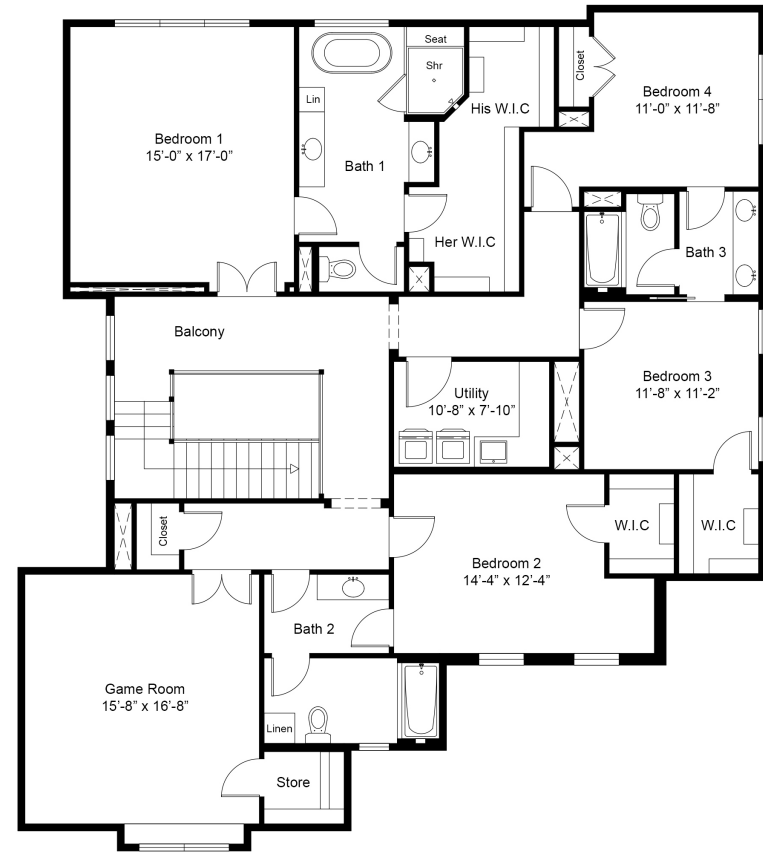 Seat
Closet
Shr
Bedroom 4
11'-0” x 11'-8”
Lin
His W.I.C
Bedroom 1
15'-0” x 17'-0”
Bath 1
Her W.I.C
Bath 3
Balcony
Bedroom 3
11'-8” x 11'-2”
Utility
10'-8” x 7'-10”
Closet
W.I.C
W.I.C
Bedroom 2
14'-4” x 12'-4”
Bath 2
Game Room
15'-8” x 16'-8”
Linen
Store